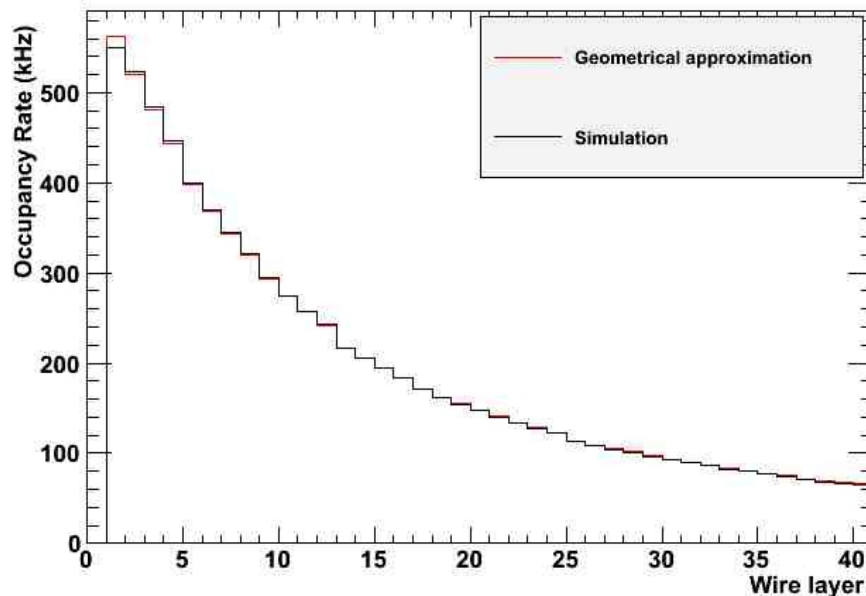 Occupancy Rate (kHz)
500
400
300
200
100
0
Geometrical approximation
Simulation
0 5 10 15 20 25 30 35 40
Wire layer